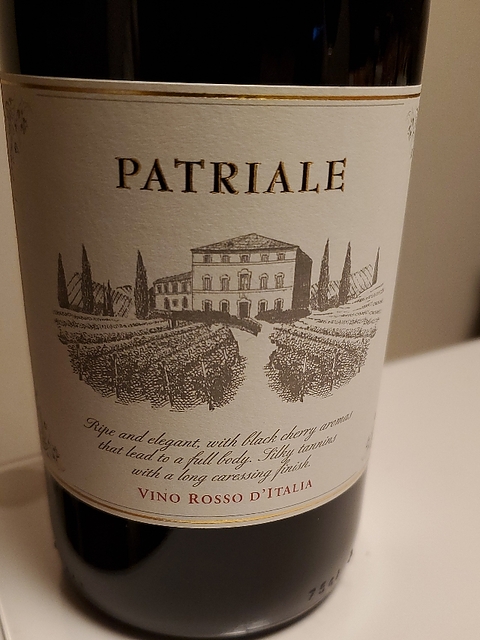 PATRIALE
Ripe and elegant, with black cherry aromas
that lead to a full body. Silky tannins
with a long caressing finish.
VINO ROSSO D'ITALIA